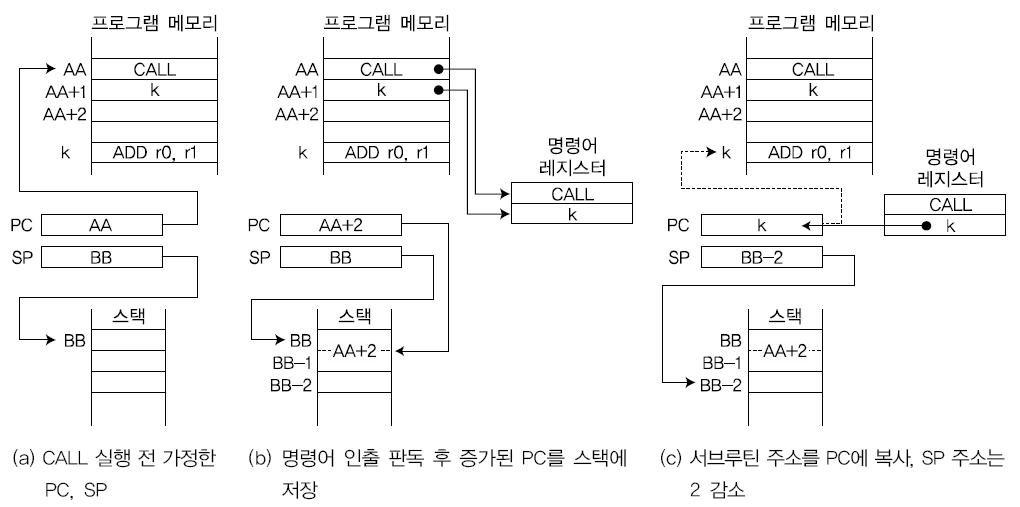 프로그램 메모리
AA
CALL
AA+1
k
AA+2
k
ADD r0, r1
PC
AA
SP
BB
스택
BB
(a) CALL 실행 전 가정한
PC, SP
프로그램 메모리
AA
CALL
AA+1
k
AA+2
k
ADD r0, r1
명령어
레지스터
CALL
k
PC
AA+2
SP
BB
스택
BB
AA+2
BB-1
BB-2
(b) 명령어 인출 판독 후 증가된 PC를 스택에
저장
프로그램 메모리
AA
CALL
AA+1
k
AA+2
k
ADD r0, r1
명령어
레지스터
CALL
k
PC
k
SP
BB-2
스택
BB
AA+2
BB-1
BB-2
(c) 서브루틴 주소를 PC에 복사, SP 주소는
2 감소